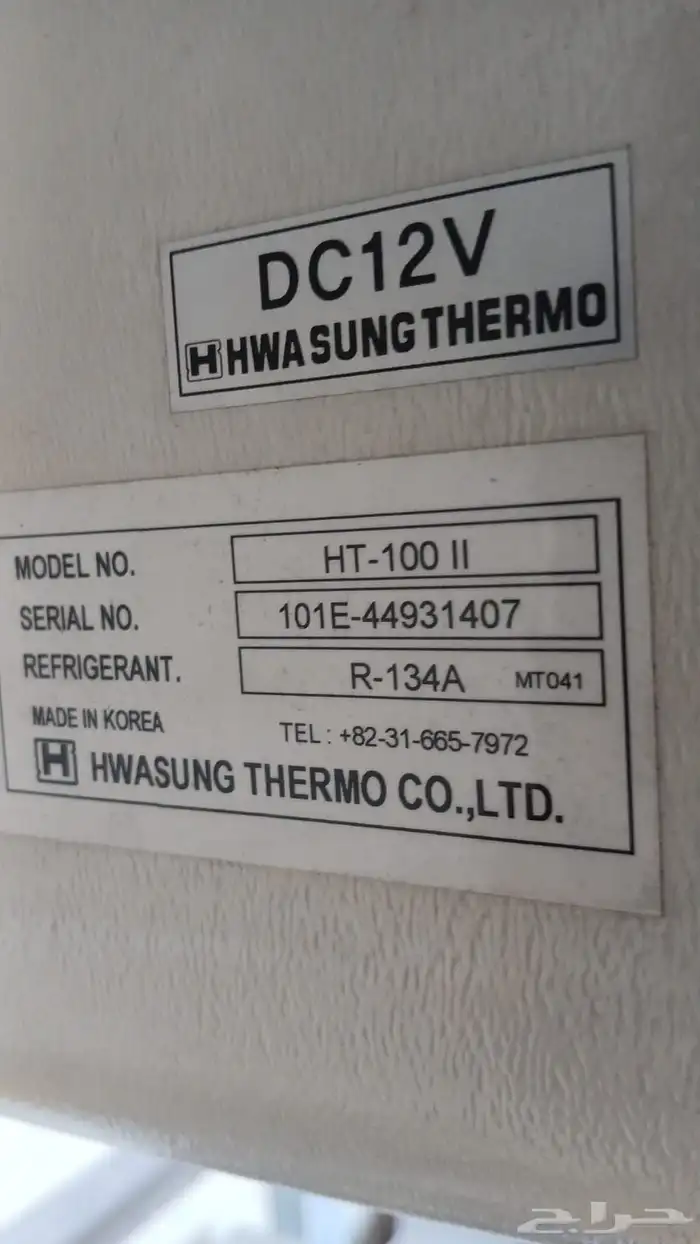 DC12V
H HWASUNG THERMO
MODEL NO. HT-100 II
SERIAL NO. 101E-44931407
REFRIGERANT. R-134A MT041
MADE IN KOREA TEL : +82-31-665-7972
H HWASUNG THERMO CO.,LTD.
حراج